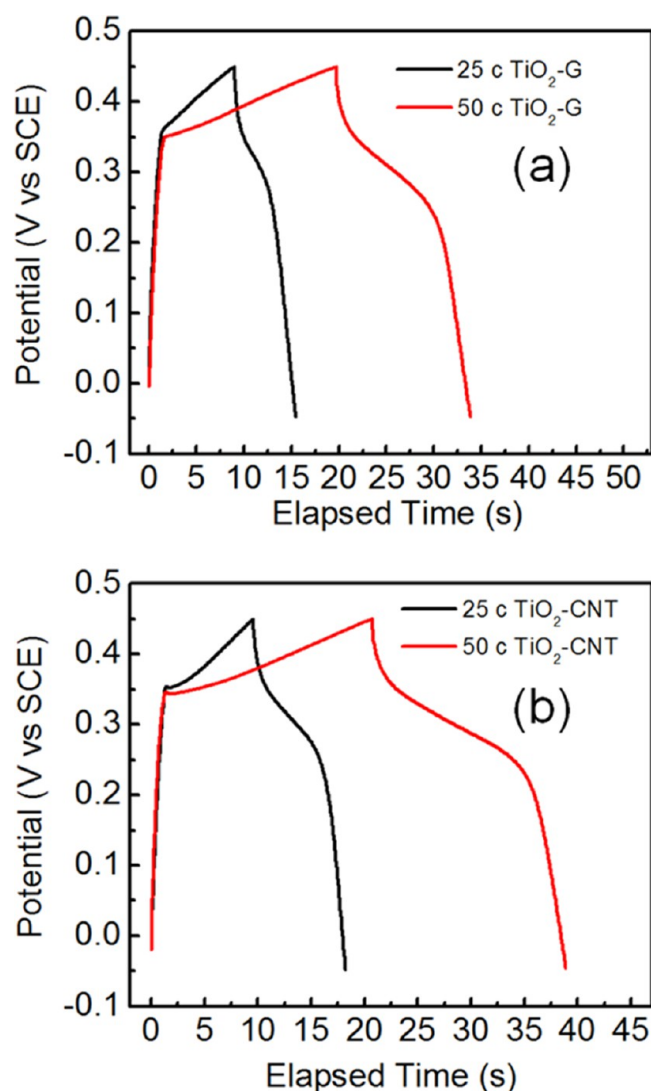 0.5
0.4
0.3
0.2
0.1
0.0
-0.1
Potential (V vs SCE)
25 c TiO₂-G
50 c TiO₂-G
(a)
0 5 10 15 20 25 30 35 40 45 50
Elapsed Time (s)
0.5
0.4
0.3
0.2
0.1
0.0
-0.1
Potential (V vs SCE)
25 c TiO₂-CNT
50 c TiO₂-CNT
(b)
0 5 10 15 20 25 30 35 40 45
Elapsed Time (s)